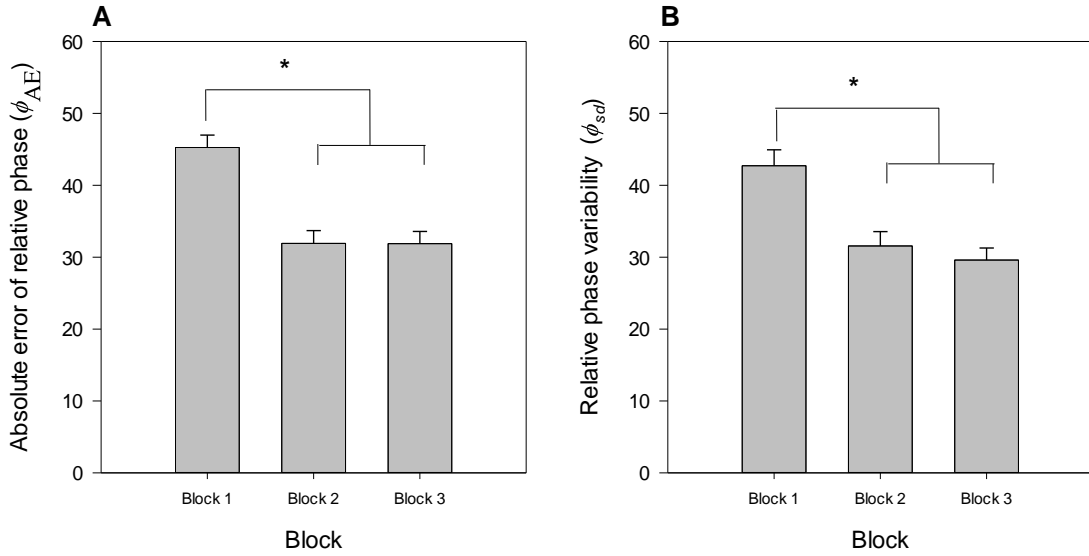 A
Absolute error of relative phase (ϕAE)
60
50
40
30
20
10
0
*
Block 1 Block 2 Block 3
Block
B
Relative phase variability (ϕsd)
60
50
40
30
20
10
0
*
Block 1 Block 2 Block 3
Block